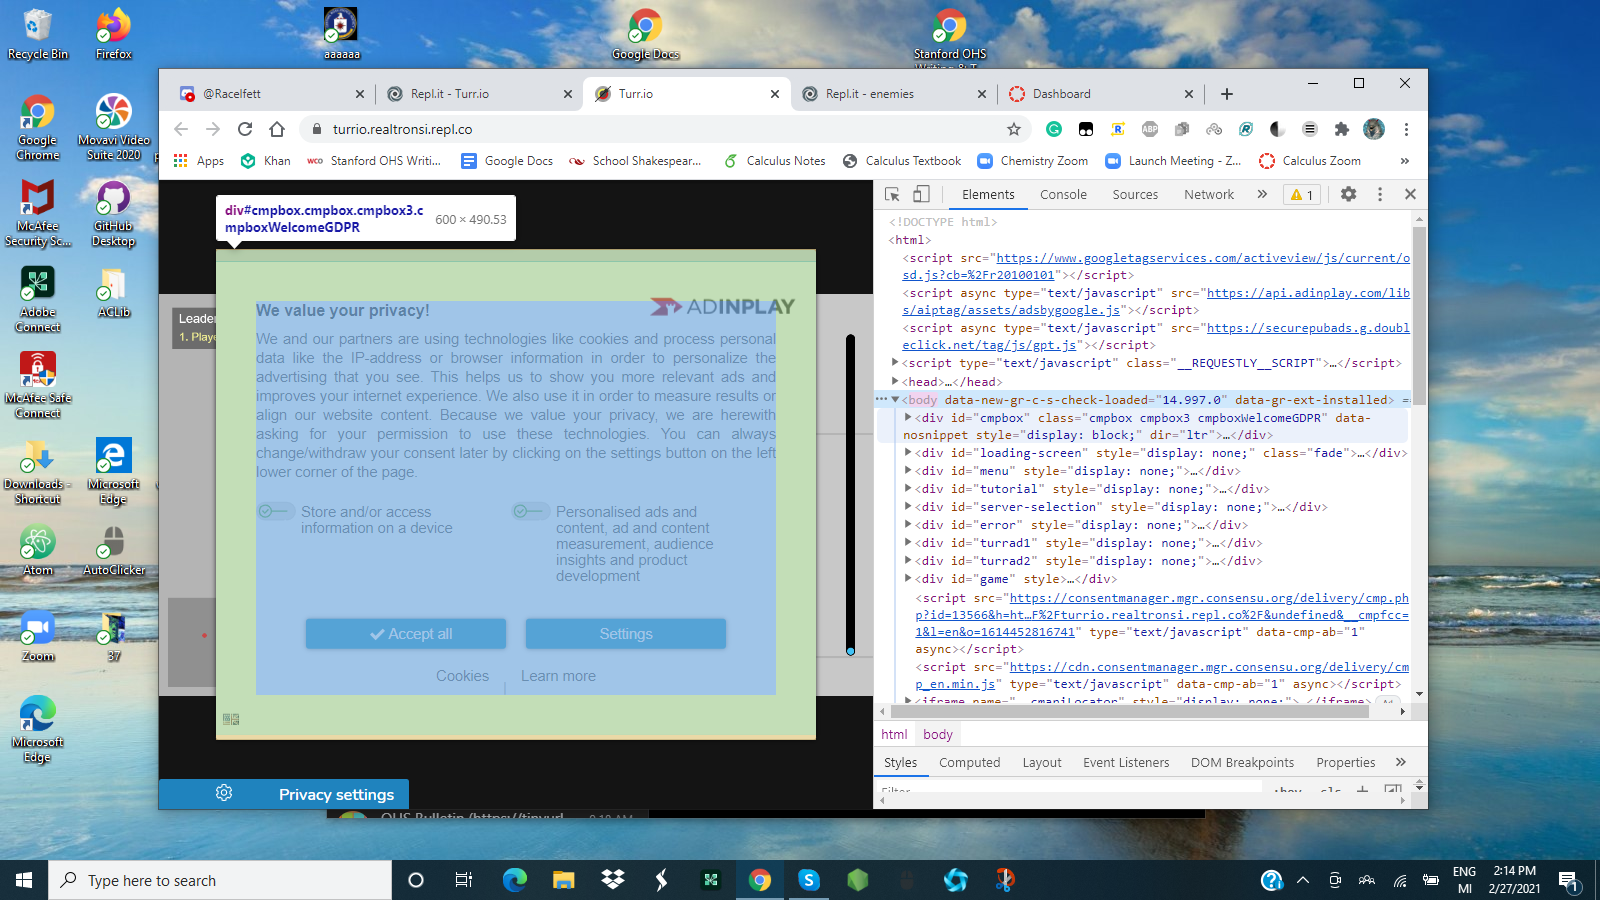 Recycle Bin
Firefox
aaaaaa
Google Docs
Stanford OHS
Google
Chrome
Movavi Video
Suite 2020
McAfee
Security Sc...
GitHub
Desktop
Adobe
Connect
ACLib
McAfee Safe
Connect
Downloads -
Shortcut
Microsoft
Edge
Atom
AutoClicker
Zoom
37
Microsoft
Edge
@Racelfett
Repl.it - Turr.io
Turr.io
Repl.it - enemies
Dashboard
turrio.realtronsi.repl.co
ABP
Apps
Khan
wco Stanford OHS Writi...
Google Docs
School Shakespear...
Calculus Notes
Calculus Textbook
Chemistry Zoom
Launch Meeting - Z...
Calculus Zoom
div#cmpbox.cmpbox.cmpbox3.c
mpboxWelcomeGDPR
600 × 490.53
Leader
1. Playe
We value your privacy!
ADINPLAY
We and our partners are using technologies like cookies and process personal
data like the IP-address or browser information in order to personalize the
advertising that you see. This helps us to show you more relevant ads and
improves your internet experience. We also use it in order to measure results or
align our website content. Because we value your privacy, we are herewith
asking for your permission to use these technologies. You can always
change/withdraw your consent later by clicking on the settings button on the left
lower corner of the page.
Store and/or access
information on a device
Personalised ads and
content, ad and content
measurement, audience
insights and product
development
Accept all
Settings
Cookies
Learn more
Privacy settings
Elements
Console
Sources
Network
1
<!DOCTYPE html>
<html>
<script src="https://www.googletagservices.com/activeview/js/current/o
sd.js?cb=%2Fr20100101"></script>
<script async type="text/javascript" src="https://api.adinplay.com/lib
s/aiptag/assets/adsbygoogle.js"></script>
<script async type="text/javascript" src="https://securepubads.g.doubl
eclick.net/tag/js/gpt.js"></script>
<script type="text/javascript" class="__REQUESTLY__SCRIPT">…</script>
<head>…</head>
<body data-new-gr-c-s-check-loaded="14.997.0" data-gr-ext-installed> ==
<div id="cmpbox" class="cmpbox cmpbox3 cmpboxWelcomeGDPR" data-
nosnippet style="display: block;" dir="ltr">…</div>
<div id="loading-screen" style="display: none;" class="fade">…</div>
<div id="menu" style="display: none;">…</div>
<div id="tutorial" style="display: none;">…</div>
<div id="server-selection" style="display: none;">…</div>
<div id="error" style="display: none;">…</div>
<div id="turrad1" style="display: none;">…</div>
<div id="turrad2" style="display: none;">…</div>
<div id="game" style>…</div>
<script src="https://consentmanager.mgr.consensu.org/delivery/cmp.ph
p?id=13566&h=ht…F%2Fturrio.realtronsi.repl.co%2F&undefined&__cmpfcc=
1&l=en&o=1614452816741" type="text/javascript" data-cmp-ab="1"
async></script>
<script src="https://cdn.consentmanager.mgr.consensu.org/delivery/cm
p_en.min.js" type="text/javascript" data-cmp-ab="1" async></script>
html
body
Styles
Computed
Layout
Event Listeners
DOM Breakpoints
Properties
Filter
:hov
.cls
OHS Bulletin (https://tinyurl
Type here to search
ENG
MI
2:14 PM
2/27/2021
1